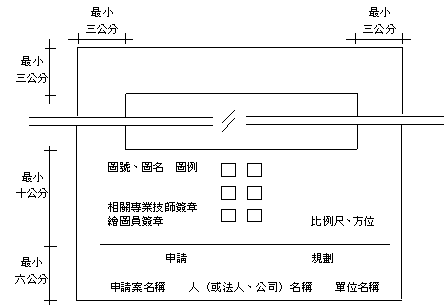 最小
三公分
最小
三公分
最小
三公分
圖號、圖名 圖例
最小
十公分
相關專業技師簽章
繪圖員簽章
比例尺、方位
申請 規劃
最小
六公分
申請案名稱 人（或法人、公司）名稱 單位名稱